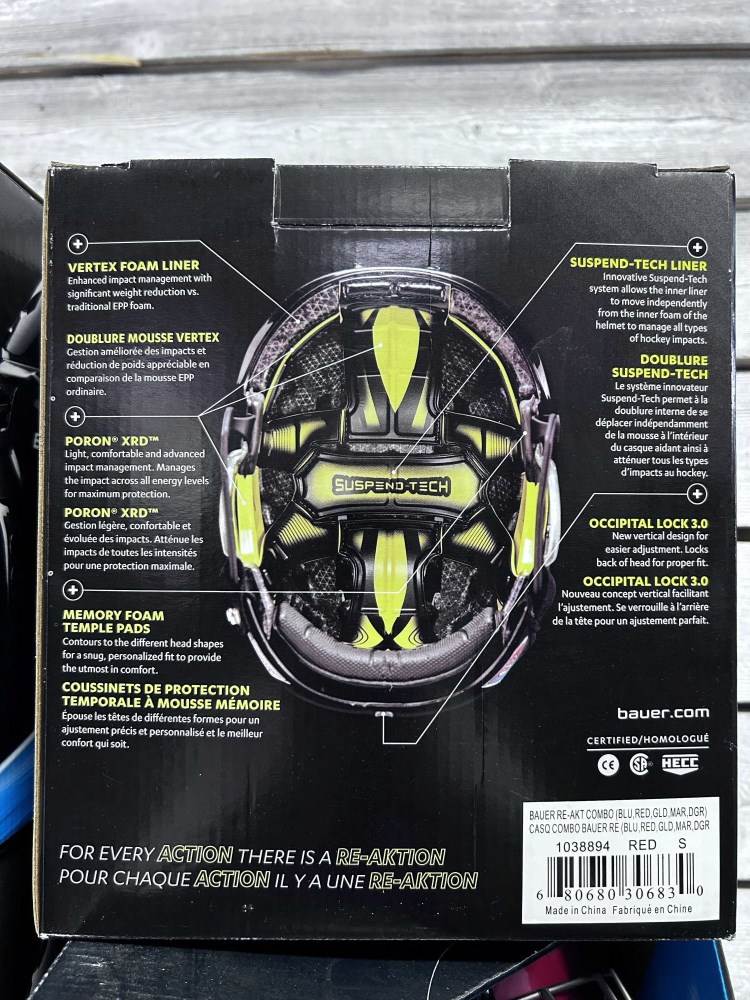 VERTEX FOAM LINER
Enhanced impact management with
significant weight reduction vs.
traditional EPP foam.
DOUBLURE MOUSSE VERTEX
Gestion améliorée des impacts et
réduction de poids appréciable en
comparaison de la mousse EPP
ordinaire.
PORON® XRD™
Light, comfortable and advanced
impact management. Manages
the impact across all energy levels
for maximum protection.
PORON® XRD™
Gestion légère, confortable et
évoluée des impacts. Atténue les
impacts de toutes les intensités
pour une protection maximale.
MEMORY FOAM
TEMPLE PADS
Contours to the different head shapes
for a snug, personalized fit to provide
the utmost in comfort.
COUSSINETS DE PROTECTION
TEMPORALE À MOUSSE MÉMOIRE
Épouse les têtes de différentes formes pour un
ajustement précis et personnalisé et le meilleur
confort qui soit.
SUSPEND-TECH
SUSPEND-TECH LINER
Innovative Suspend-Tech
system allows the inner liner
to move independently
from the inner foam of the
helmet to manage all types
of hockey impacts.
DOUBLURE
SUSPEND-TECH
Le système innovateur
Suspend-Tech permet à la
doublure interne de se
déplacer indépendamment
de la mousse à l'intérieur
du casque aidant ainsi à
atténuer tous les types
d'impacts au hockey.
OCCIPITAL LOCK 3.0
New vertical design for
easier adjustment. Locks
back of head for proper fit.
OCCIPITAL LOCK 3.0
Nouveau concept vertical facilitant
l'ajustement. Se verrouille à l'arrière
de la tête pour un ajustement parfait.
bauer.com
CERTIFIED/HOMOLOGUÉ
CE SA® HECC
FOR EVERY ACTION THERE IS A RE-AKTION
POUR CHAQUE ACTION IL Y A UNE RE-AKTION
BAUER RE-AKT COMBO (BLU,RED,GLD,MAR,DGR)
CASQ COMBO BAUER RE (BLU,RED,GLD,MAR,DGR
1038894 RED S
6 80680 30683 0
Made in China Fabriqué en Chine